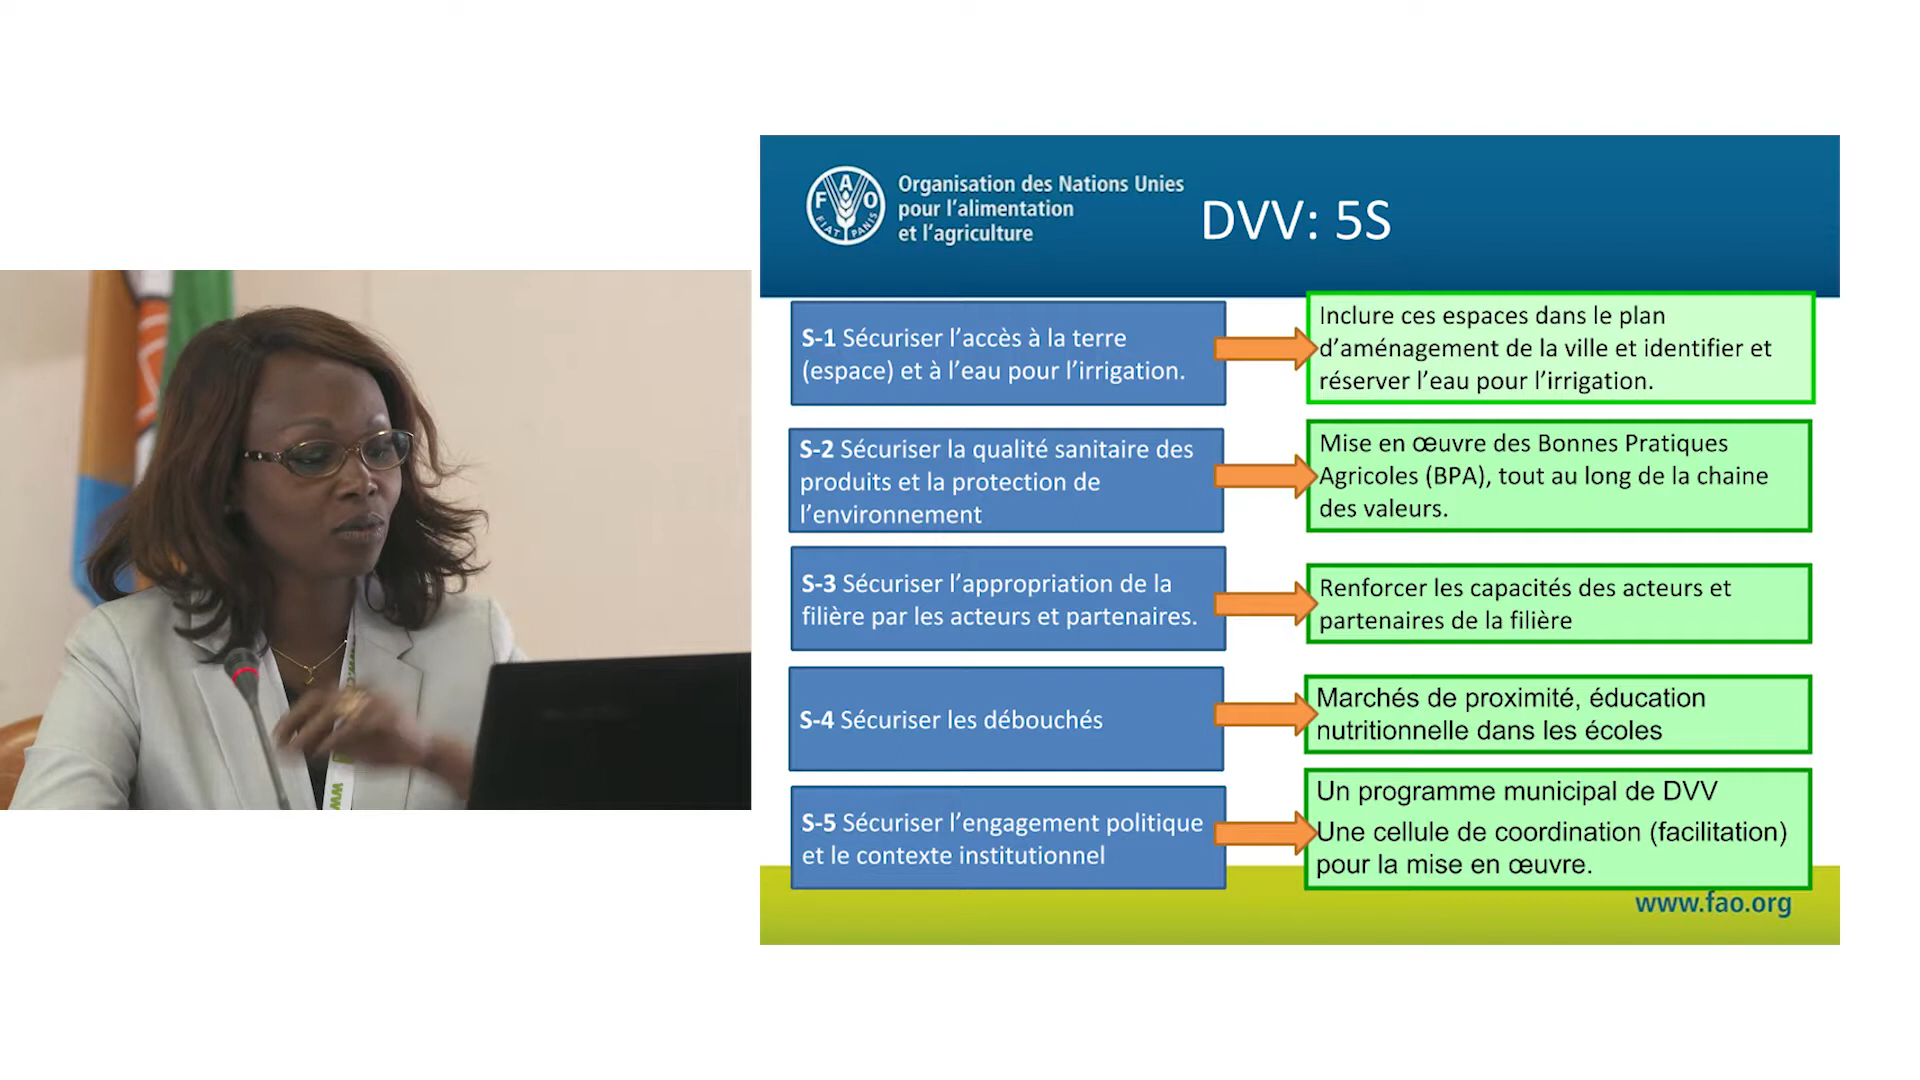 FAO
FIAT PANIS
Organisation des Nations Unies
pour l’alimentation
et l’agriculture
DVV: 5S
S-1 Sécuriser l’accès à la terre
(espace) et à l’eau pour l’irrigation.
Inclure ces espaces dans le plan
d’aménagement de la ville et identifier et
réserver l’eau pour l’irrigation.
S-2 Sécuriser la qualité sanitaire des
produits et la protection de
l’environnement
Mise en œuvre des Bonnes Pratiques
Agricoles (BPA), tout au long de la chaine
des valeurs.
S-3 Sécuriser l’appropriation de la
filière par les acteurs et partenaires.
Renforcer les capacités des acteurs et
partenaires de la filière
S-4 Sécuriser les débouchés
Marchés de proximité, éducation
nutritionnelle dans les écoles
S-5 Sécuriser l’engagement politique
et le contexte institutionnel
Un programme municipal de DVV
Une cellule de coordination (facilitation)
pour la mise en œuvre.
www.fao.org